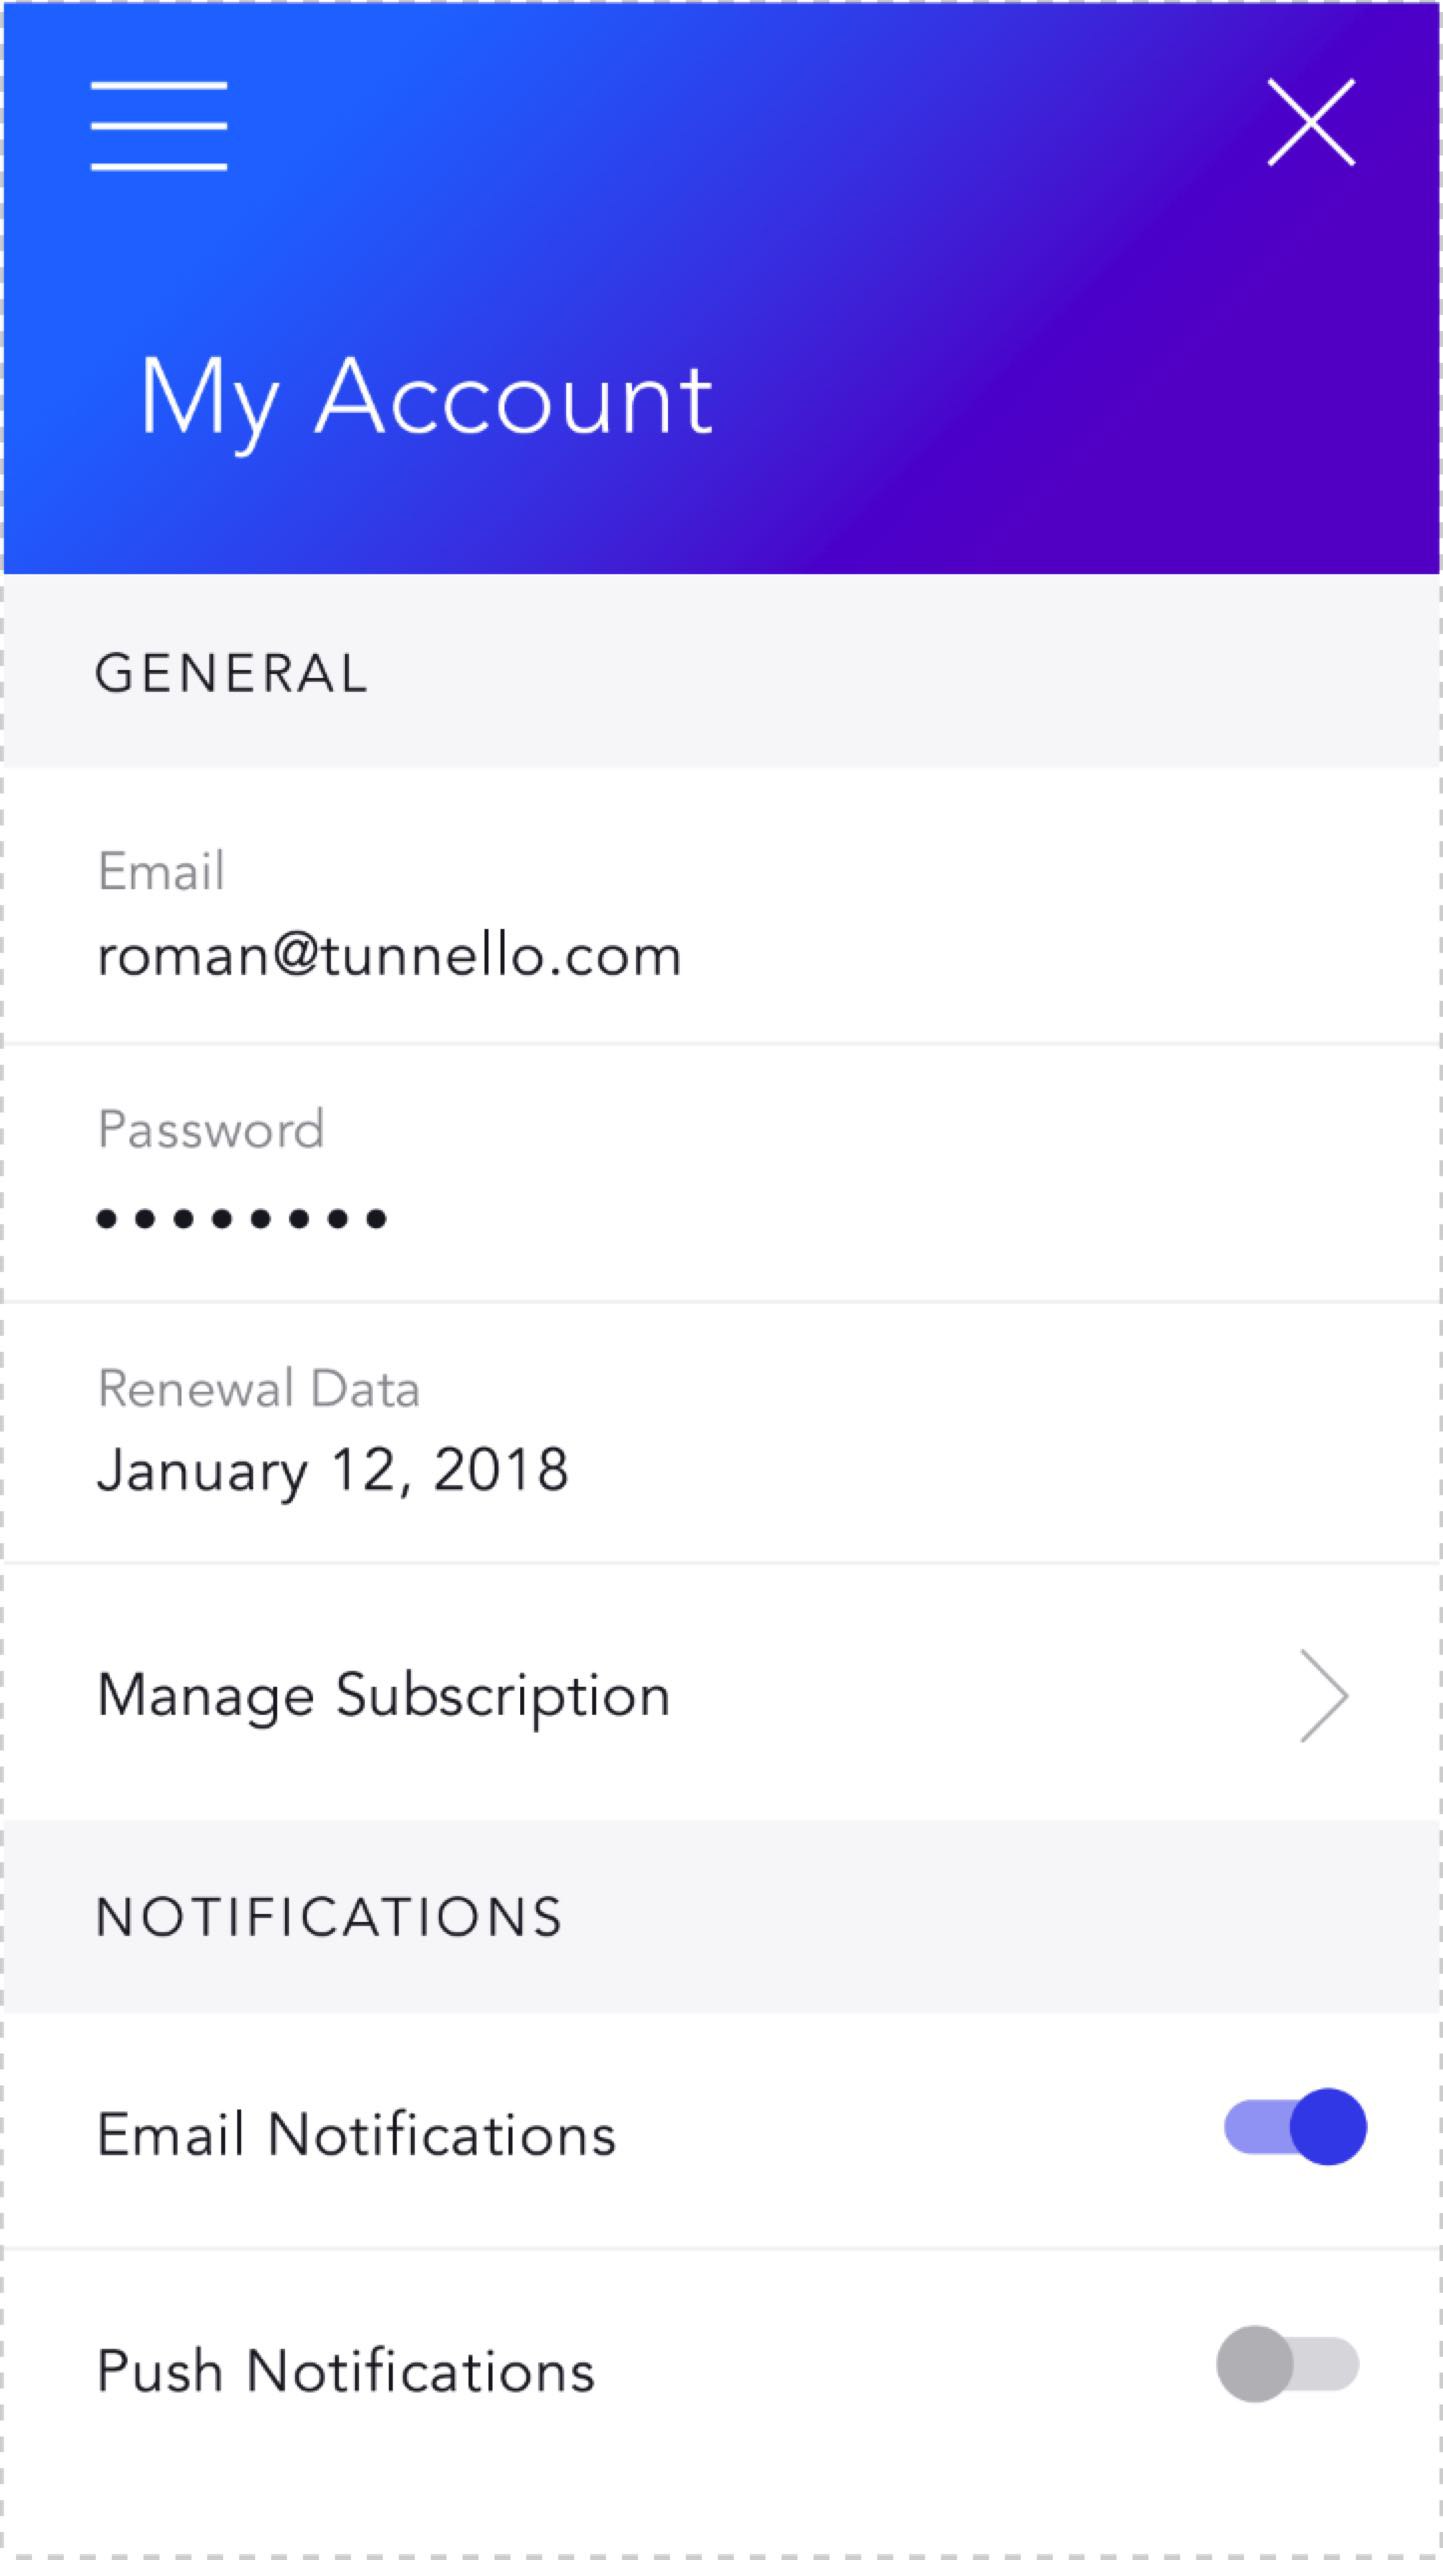 My Account
GENERAL
Email
roman@tunnello.com
Password
••••••••
Renewal Data
January 12, 2018
Manage Subscription
NOTIFICATIONS
Email Notifications
Push Notifications